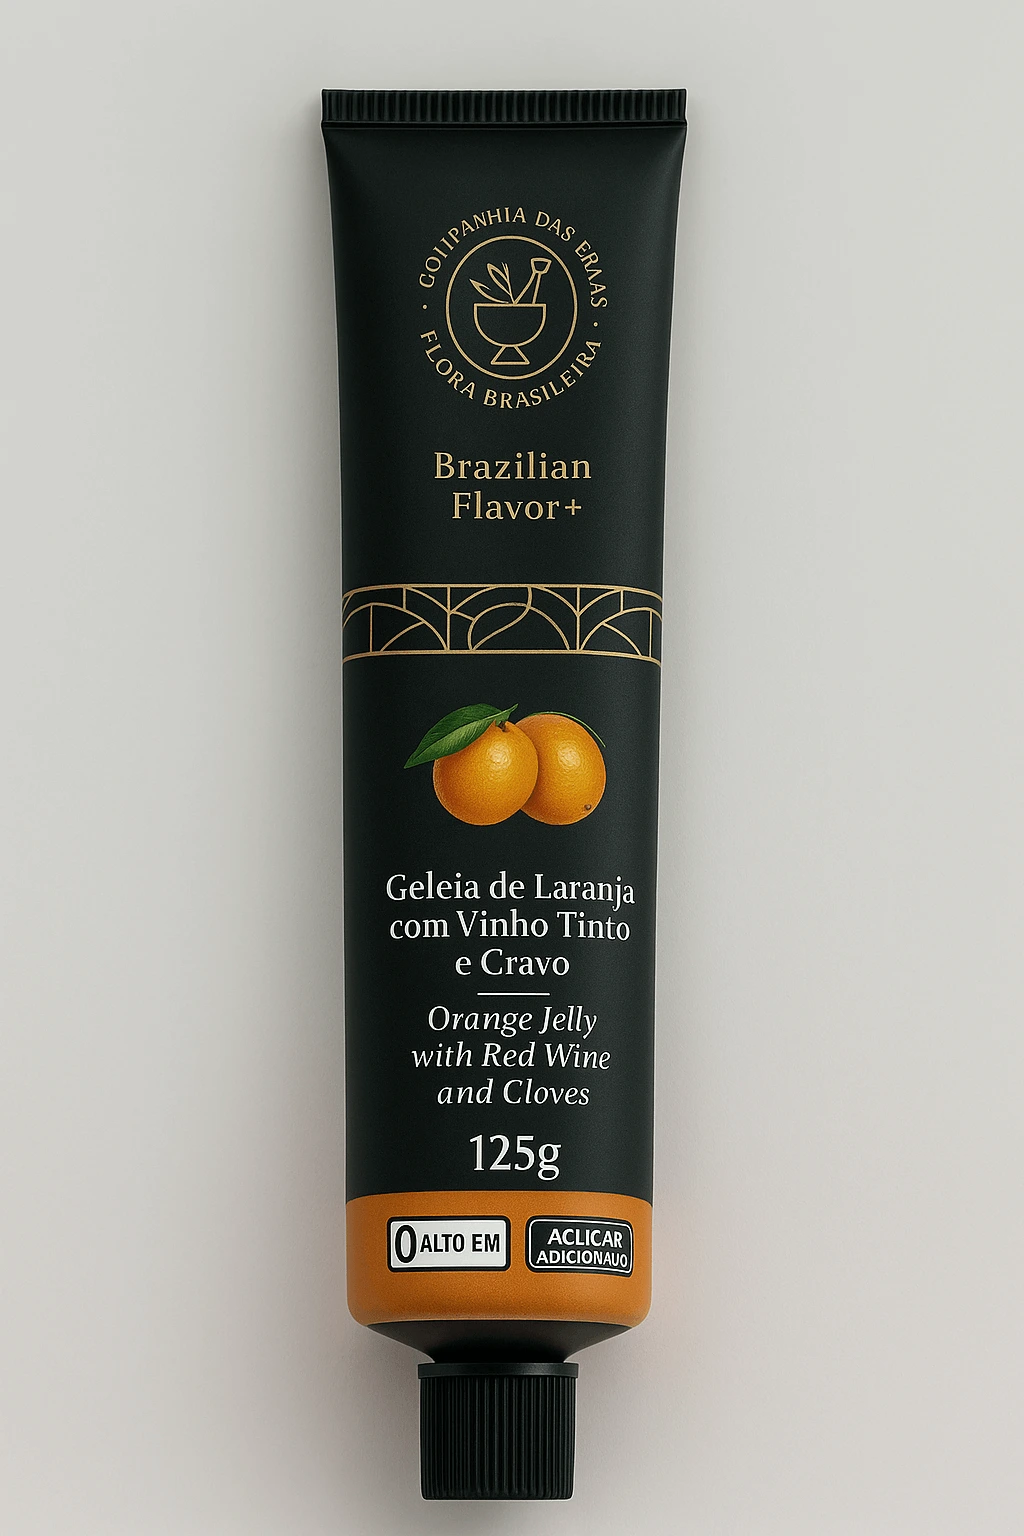 COIIPANHIA DAS ERAAS
FLORA BRASILEIRA
Brazilian
Flavor+
Geleia de Laranja
com Vinho Tinto
e Cravo
Orange Jelly
with Red Wine
and Cloves
125g
0 ALTO EM
ACLICAR
ADICIONAUO